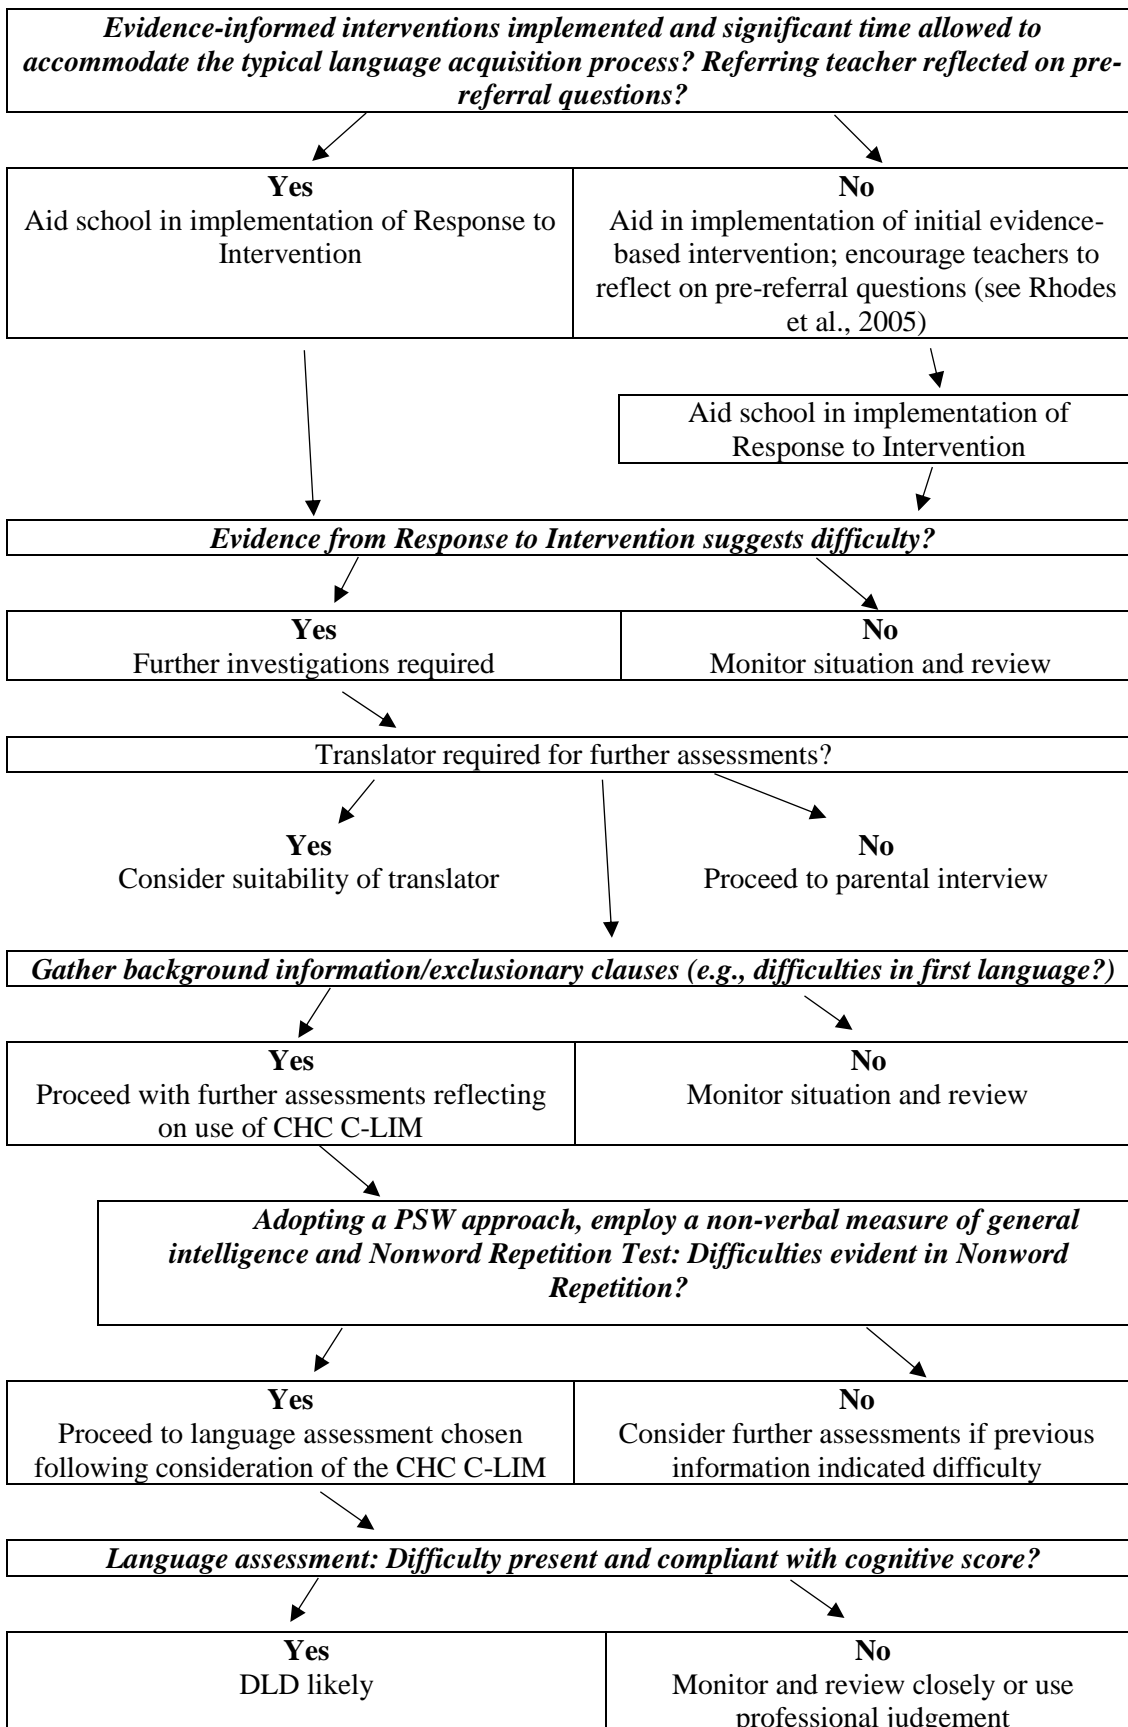 Evidence-informed interventions implemented and significant time allowed to
accommodate the typical language acquisition process? Referring teacher reflected on pre-
referral questions?
Yes
Aid school in implementation of Response to
Intervention
No
Aid in implementation of initial evidence-
based intervention; encourage teachers to
reflect on pre-referral questions (see Rhodes
et al., 2005)
Aid school in implementation of
Response to Intervention
Evidence from Response to Intervention suggests difficulty?
Yes
Further investigations required
No
Monitor situation and review
Translator required for further assessments?
Yes
Consider suitability of translator
No
Proceed to parental interview
Gather background information/exclusionary clauses (e.g., difficulties in first language?)
Yes
Proceed with further assessments reflecting
on use of CHC C-LIM
No
Monitor situation and review
Adopting a PSW approach, employ a non-verbal measure of general
intelligence and Nonword Repetition Test: Difficulties evident in Nonword
Repetition?
Yes
Proceed to language assessment chosen
following consideration of the CHC C-LIM
No
Consider further assessments if previous
information indicated difficulty
Language assessment: Difficulty present and compliant with cognitive score?
Yes
DLD likely
No
Monitor and review closely or use
professional judgement